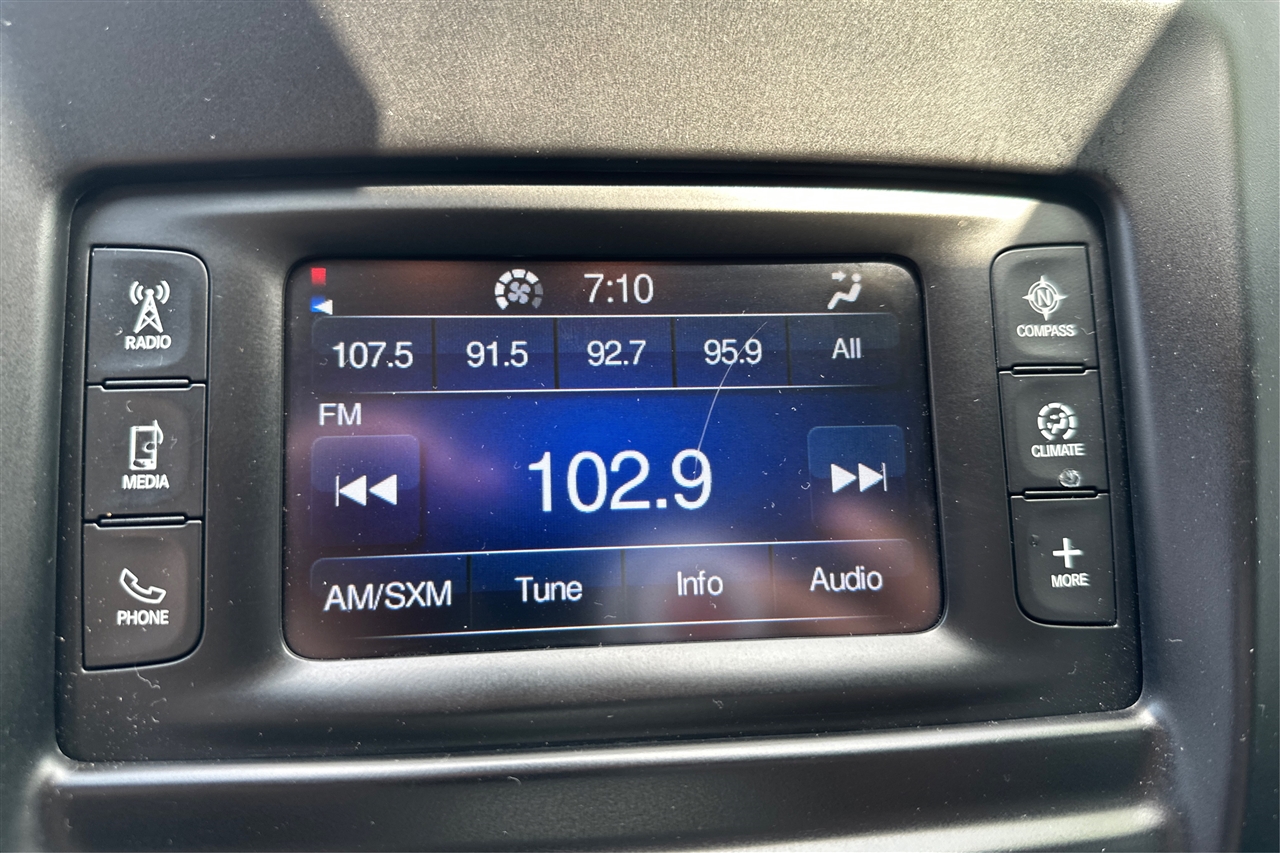 7:10
107.5 91.5 92.7 95.9 All
FM
102.9
AM/SXM Tune Info Audio
RADIO
MEDIA
PHONE
N
COMPASS
CLIMATE
MORE